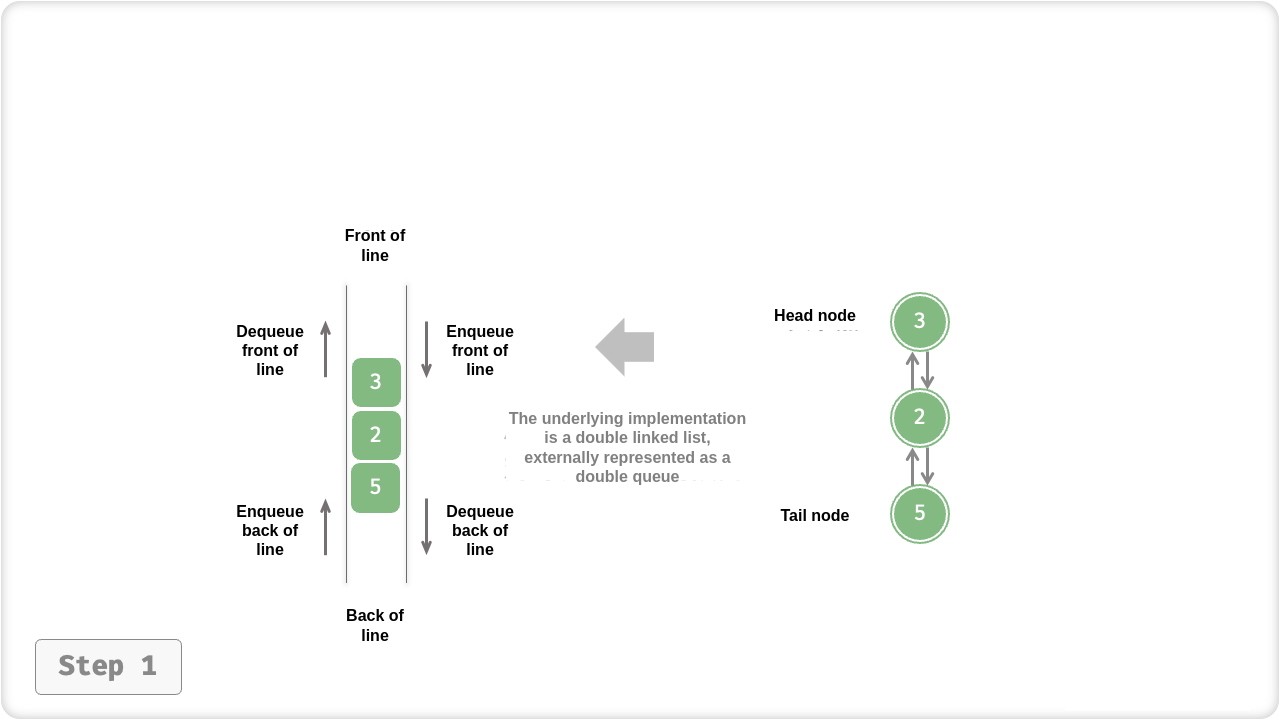 Front of
line
Dequeue
front of
line
Enqueue
front of
line
3
2
5
Enqueue
back of
line
Dequeue
back of
line
Back of
line
The underlying implementation
is a double linked list,
externally represented as a
double queue
Head node
3
2
Tail node
5
Step 1